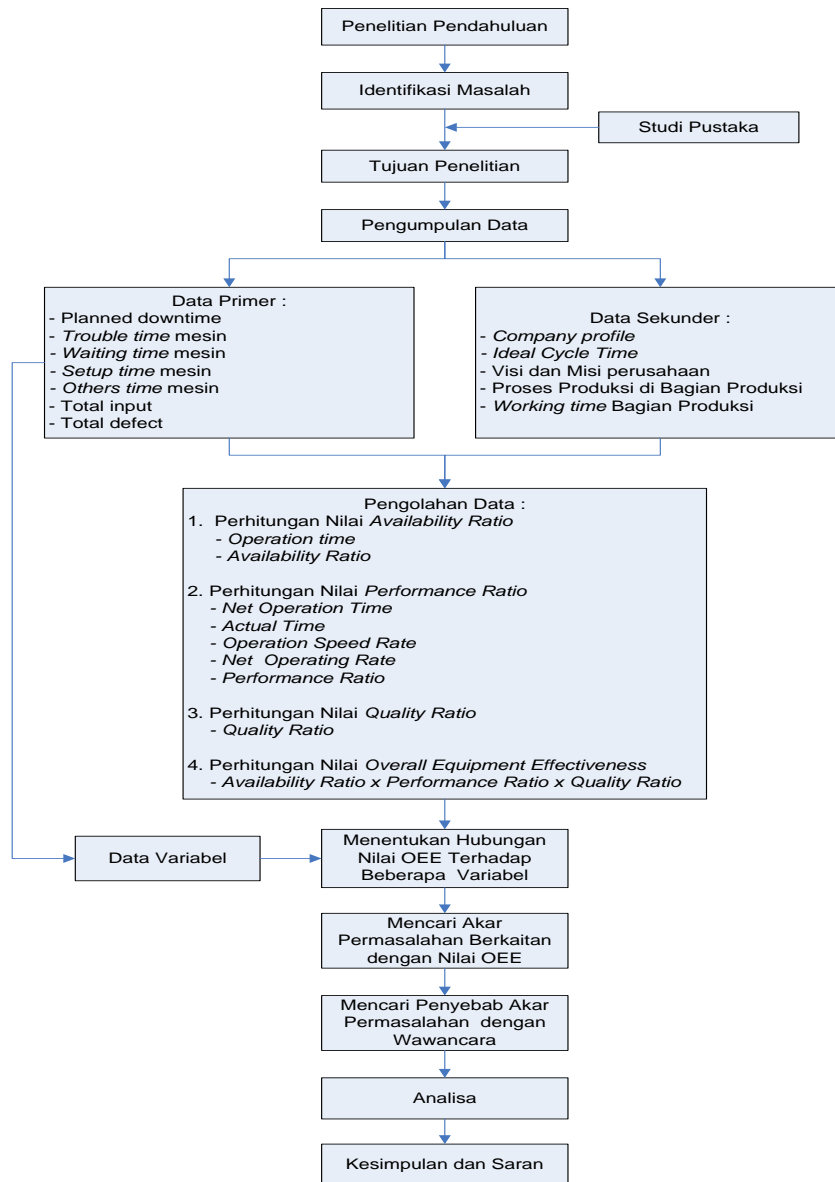 Penelitian Pendahuluan
Identifikasi Masalah
Studi Pustaka
Tujuan Penelitian
Pengumpulan Data
Data Primer :
- Planned downtime
- Trouble time mesin
- Waiting time mesin
- Setup time mesin
- Others time mesin
- Total input
- Total defect
Data Sekunder :
- Company profile
- Ideal Cycle Time
- Visi dan Misi perusahaan
- Proses Produksi di Bagian Produksi
- Working time Bagian Produksi
Pengolahan Data :
1. Perhitungan Nilai Availability Ratio
- Operation time
- Availability Ratio
2. Perhitungan Nilai Performance Ratio
- Net Operation Time
- Actual Time
- Operation Speed Rate
- Net Operating Rate
- Performance Ratio
3. Perhitungan Nilai Quality Ratio
- Quality Ratio
4. Perhitungan Nilai Overall Equipment Effectiveness
- Availability Ratio x Performance Ratio x Quality Ratio
Data Variabel
Menentukan Hubungan
Nilai OEE Terhadap
Beberapa Variabel
Mencari Akar
Permasalahan Berkaitan
dengan Nilai OEE
Mencari Penyebab Akar
Permasalahan dengan
Wawancara
Analisa
Kesimpulan dan Saran